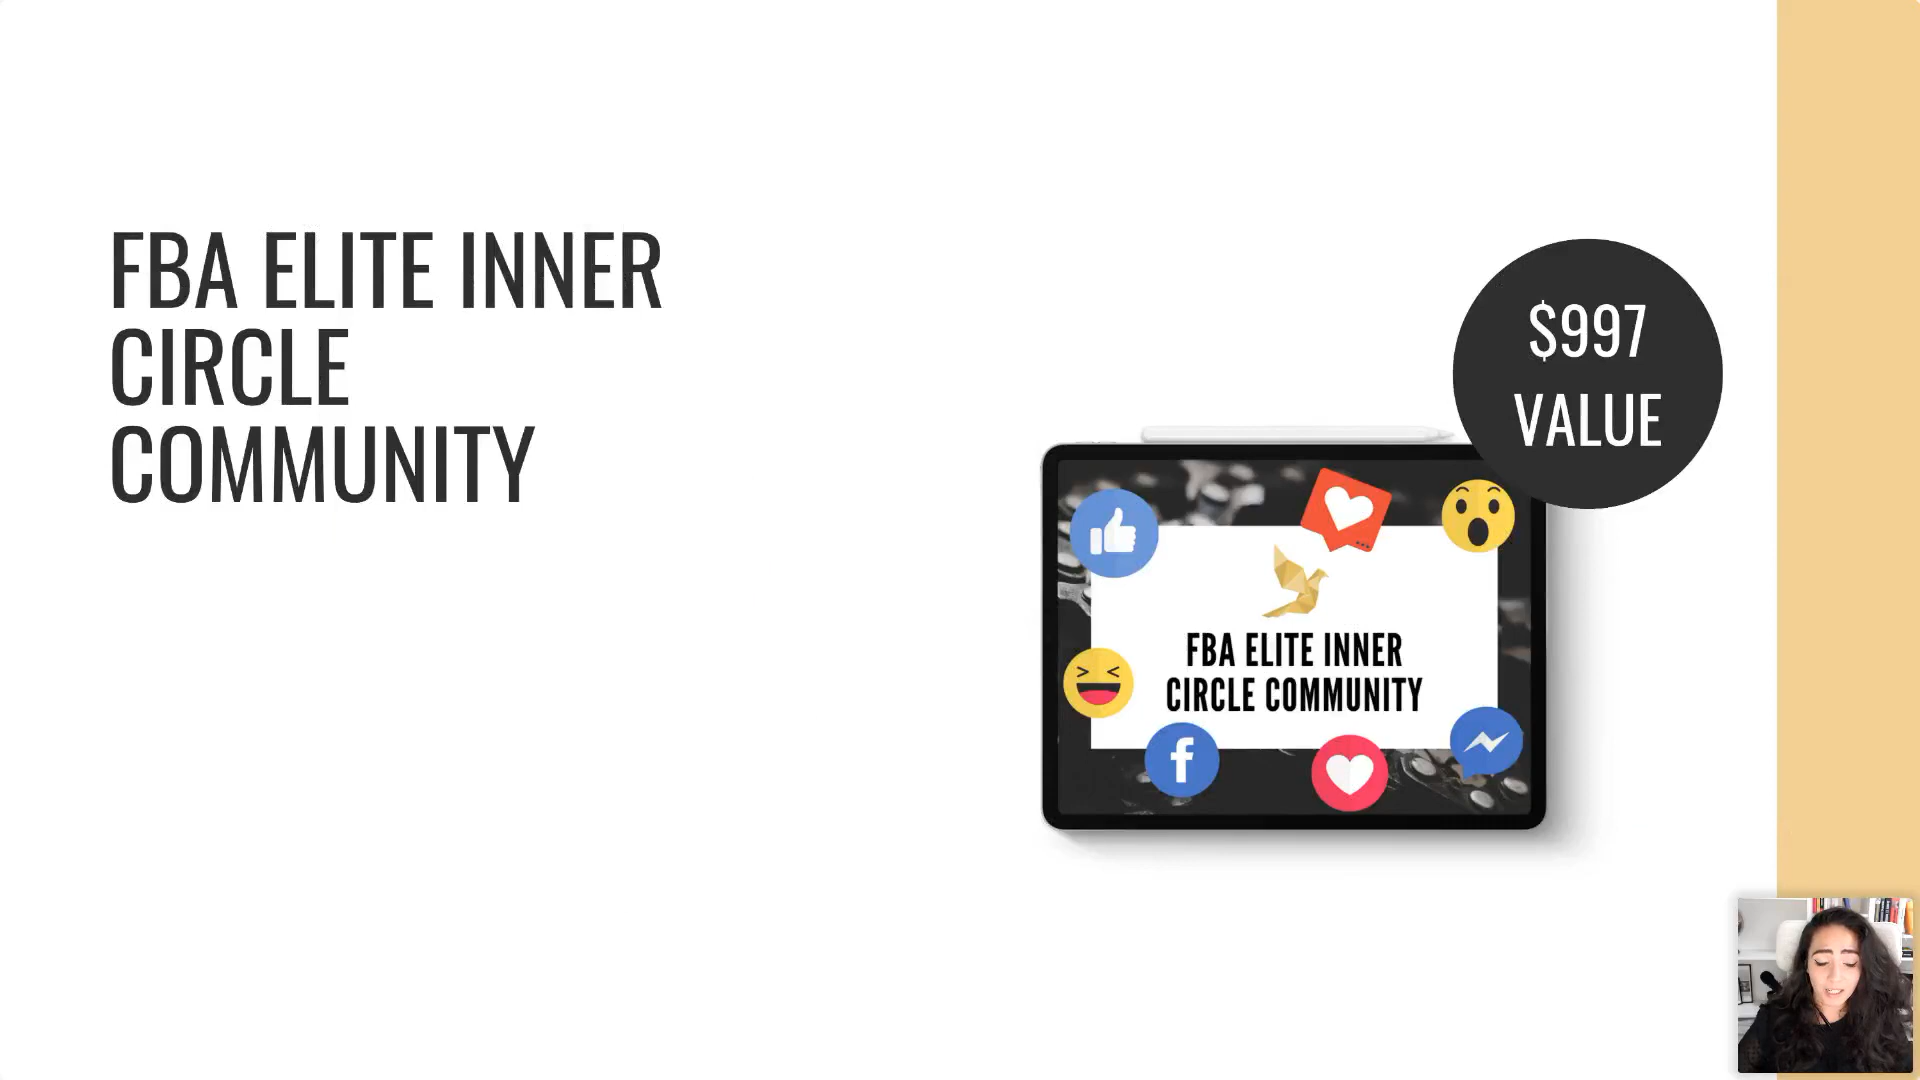 FBA ELITE INNER
CIRCLE
COMMUNITY
$997
VALUE
FBA ELITE INNER
CIRCLE COMMUNITY